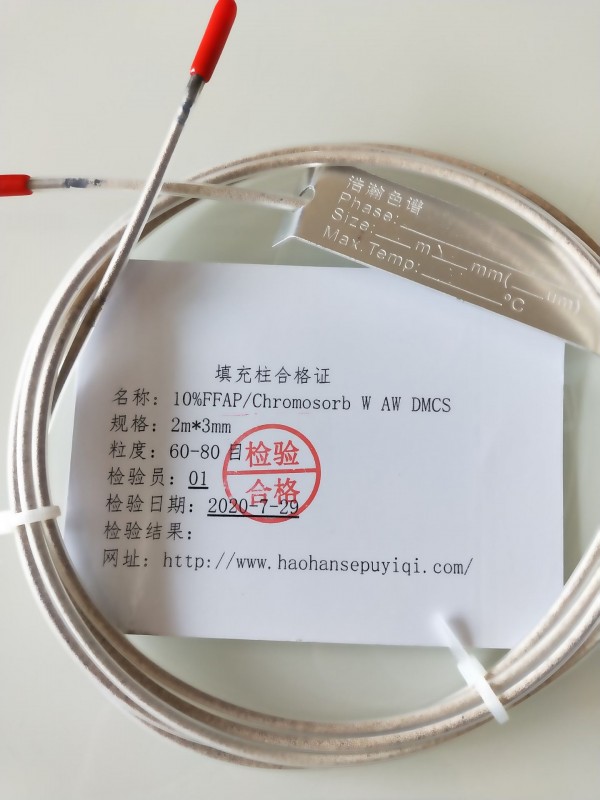 浩瀚色谱
Phase:
Size: m mm( um)
Max.Temp: ℃
填充柱合格证
名称：10%FFAP/Chromosorb W AW DMCS
规格：2m*3mm
粒度：60-80 目
检验员：01
检验日期：2020-7-29
检验结果：
网址：http://www.haohansepuyiqi.com/
检验
合格